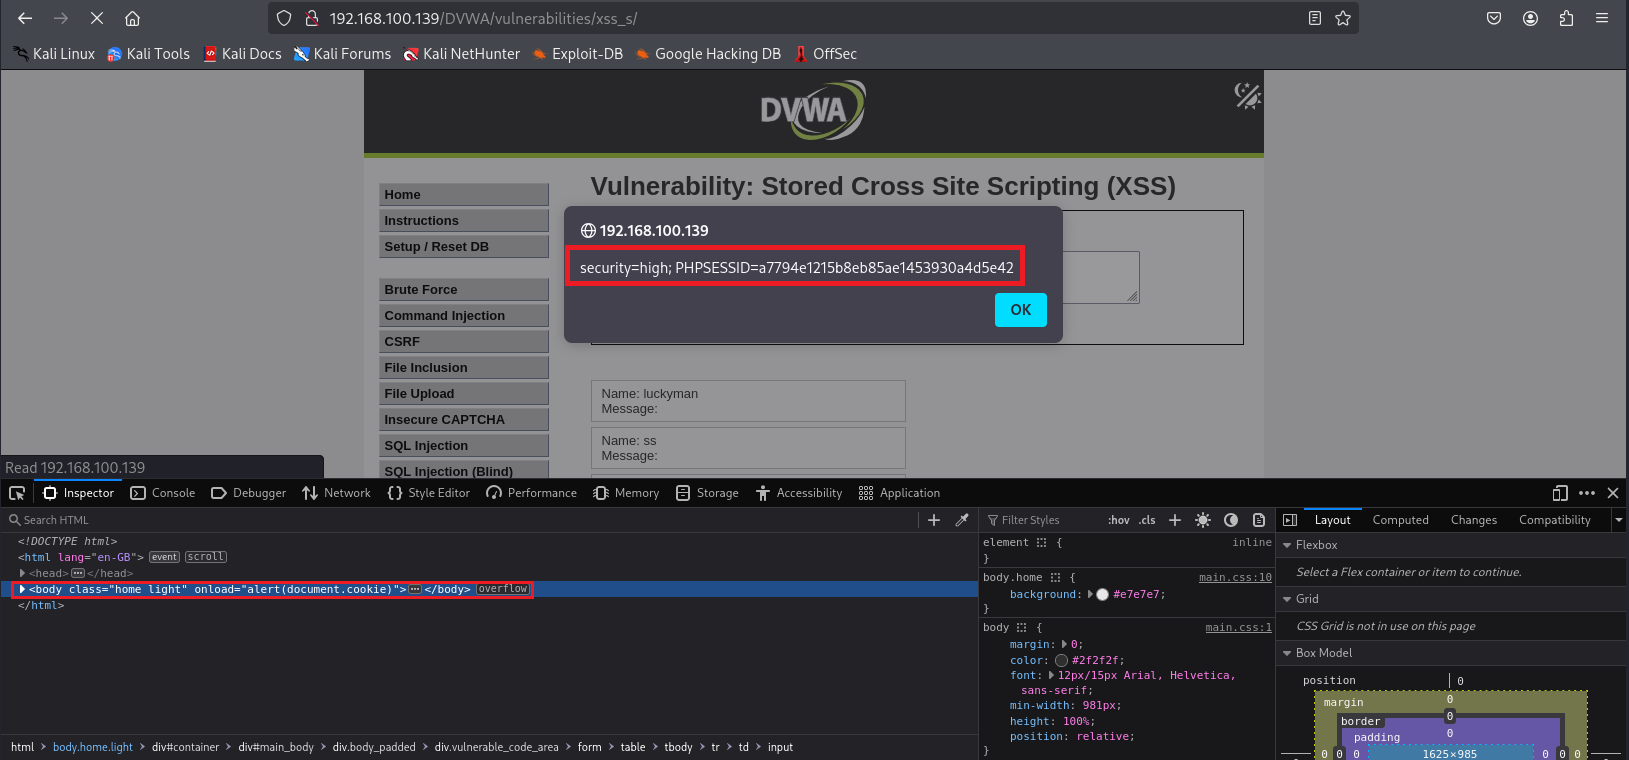 192.168.100.139/DVWA/vulnerabilities/xss_s/
Kali Linux Kali Tools Kali Docs Kali Forums Kali NetHunter Exploit-DB Google Hacking DB OffSec
DVWA
Vulnerability: Stored Cross Site Scripting (XSS)
Home
Instructions
Setup / Reset DB
Brute Force
Command Injection
CSRF
File Inclusion
File Upload
Insecure CAPTCHA
SQL Injection
SQL Injection (Blind)
192.168.100.139
security=high; PHPSESSID=a7794e1215b8eb85ae1453930a4d5e42
OK
Name: luckyman
Message:
Name: ss
Message:
Read 192.168.100.139
Inspector Console Debugger Network Style Editor Performance Memory Storage Accessibility Application
Search HTML
<!DOCTYPE html>
<html lang="en-GB"> event scroll
<head> </head>
<body class="home light" onload="alert(document.cookie)"> </body> overflow
</html>
html > body.home.light > div#container > div#main_body > div.body_padded > div.vulnerable_code_area > form > table > tbody > tr > td > input
Filter Styles :hov .cls
element { inline
}
body.home { main.css:10
background: #e7e7e7;
}
body { main.css:1
margin: 0;
color: #2f2f2f;
font: 12px/15px Arial, Helvetica,
sans-serif;
min-width: 981px;
height: 100%;
position: relative;
}
Layout Computed Changes Compatibility
Flexbox
Select a Flex container or item to continue.
Grid
CSS Grid is not in use on this page
Box Model
position 0
margin 0
border 0
padding 0
0 0 0 1625×985 0 0 0